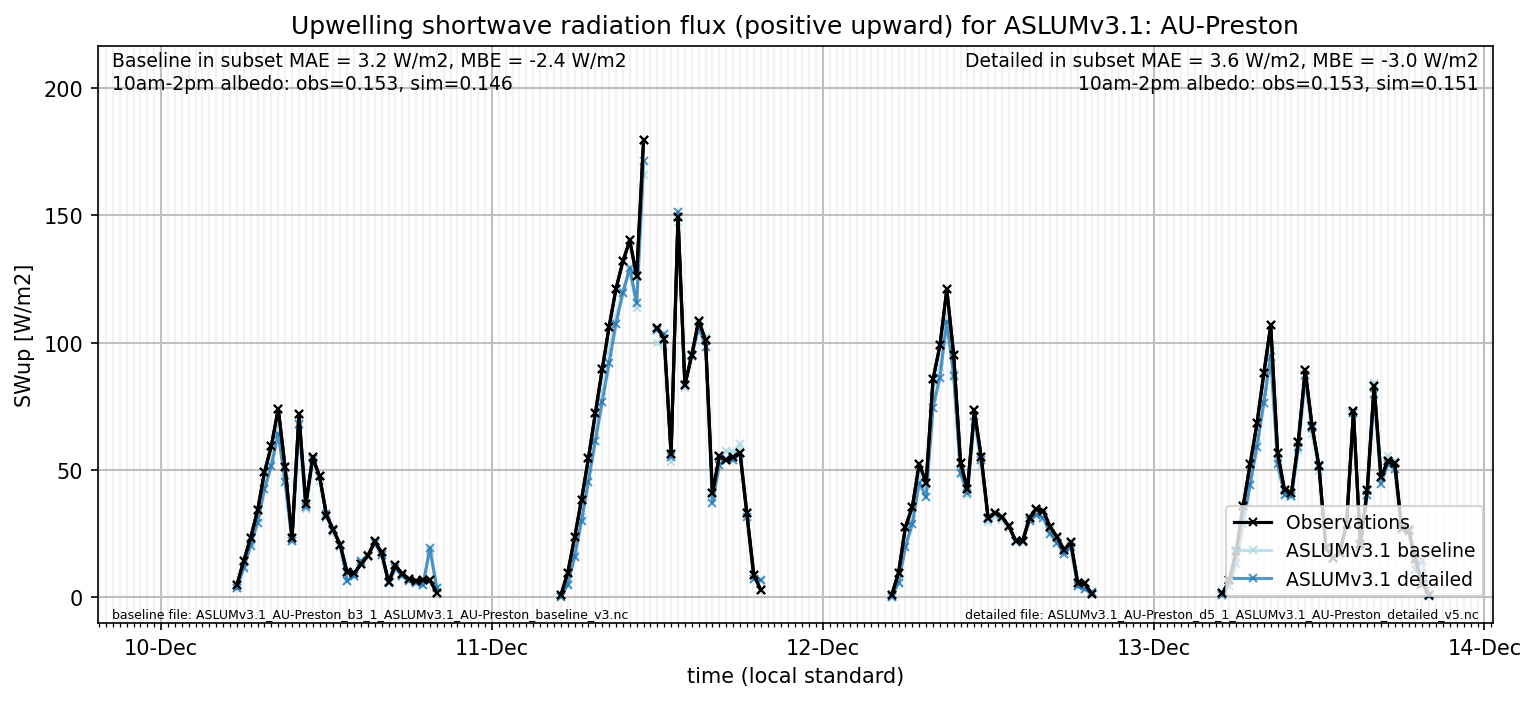 Upwelling shortwave radiation flux (positive upward) for ASLUMv3.1: AU-Preston
Baseline in subset MAE = 3.2 W/m2, MBE = -2.4 W/m2
10am-2pm albedo: obs=0.153, sim=0.146
Detailed in subset MAE = 3.6 W/m2, MBE = -3.0 W/m2
10am-2pm albedo: obs=0.153, sim=0.151
SWup [W/m2]
200
150
100
50
0
Observations
ASLUMv3.1 baseline
ASLUMv3.1 detailed
baseline file: ASLUMv3.1_AU-Preston_b3_1_ASLUMv3.1_AU-Preston_baseline_v3.nc
detailed file: ASLUMv3.1_AU-Preston_d5_1_ASLUMv3.1_AU-Preston_detailed_v5.nc
10-Dec
11-Dec
12-Dec
13-Dec
14-Dec
time (local standard)